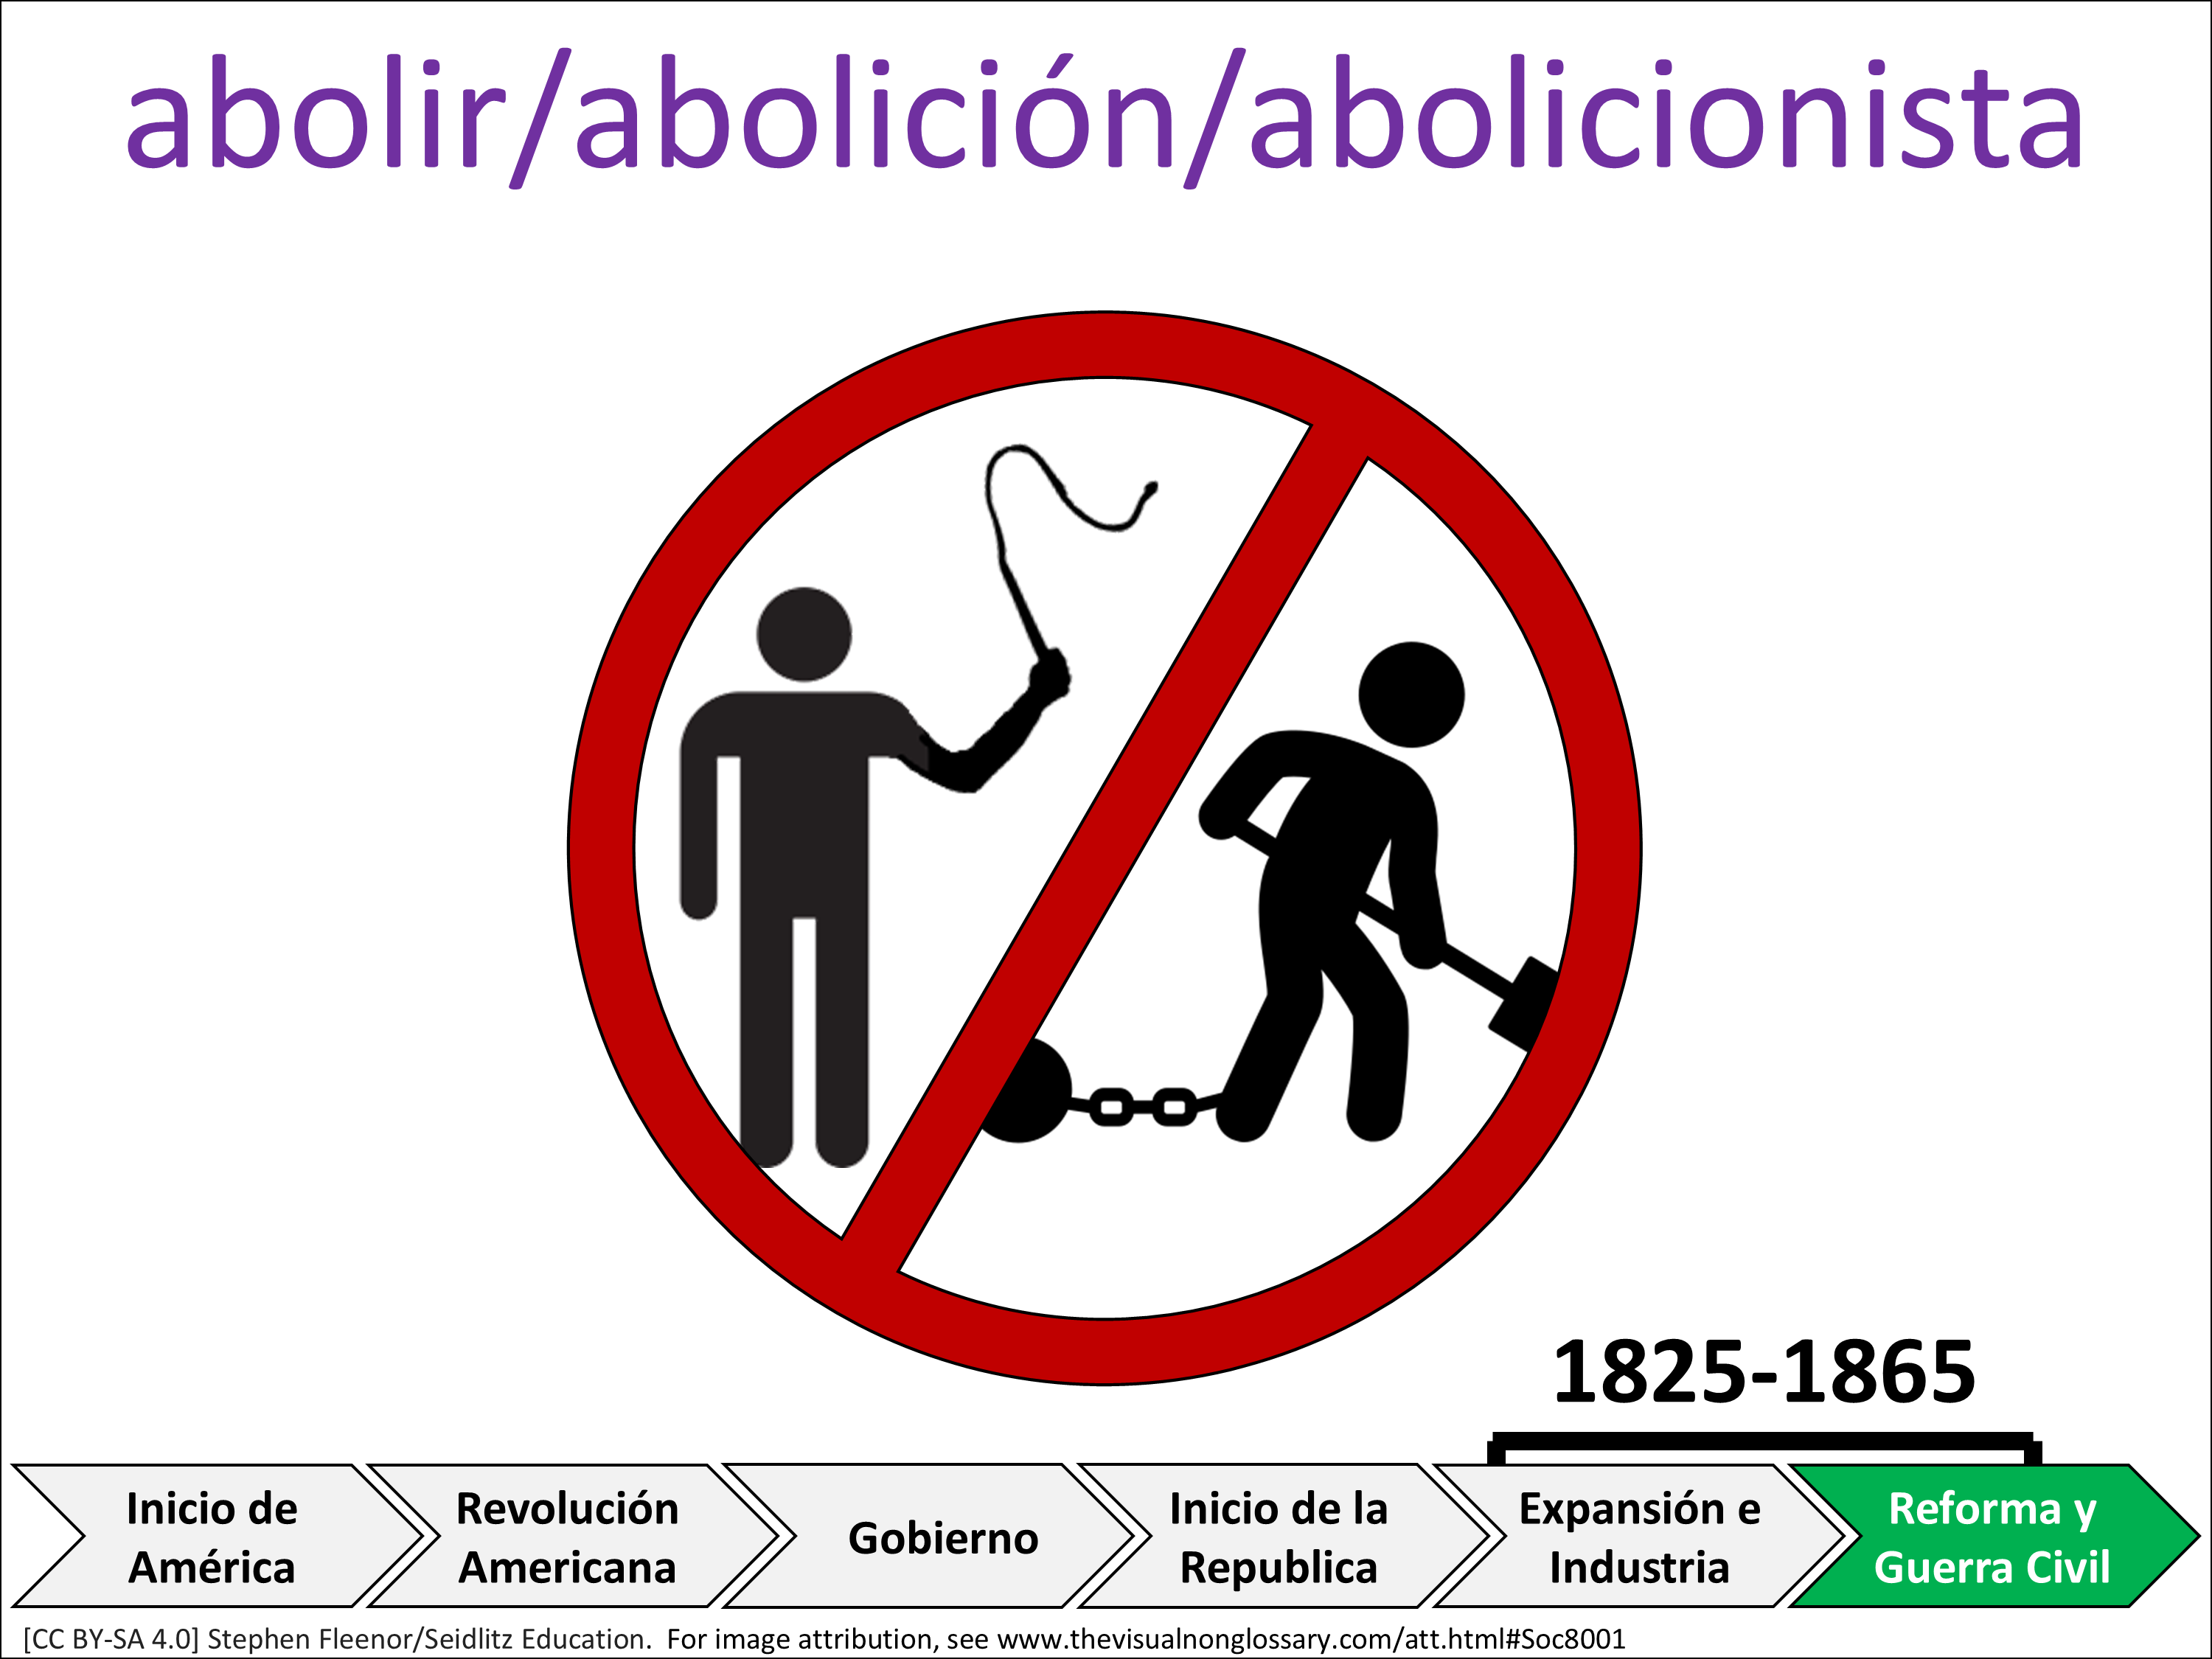 abolir/abolición/abolicionista
1825-1865
Inicio de
América
Revolución
Americana
Gobierno
Inicio de la
Republica
Expansión e
Industria
Reforma y
Guerra Civil
[CC BY-SA 4.0] Stephen Fleenor/Seidlitz Education.  For image attribution, see www.thevisualnonglossary.com/att.html#Soc8001